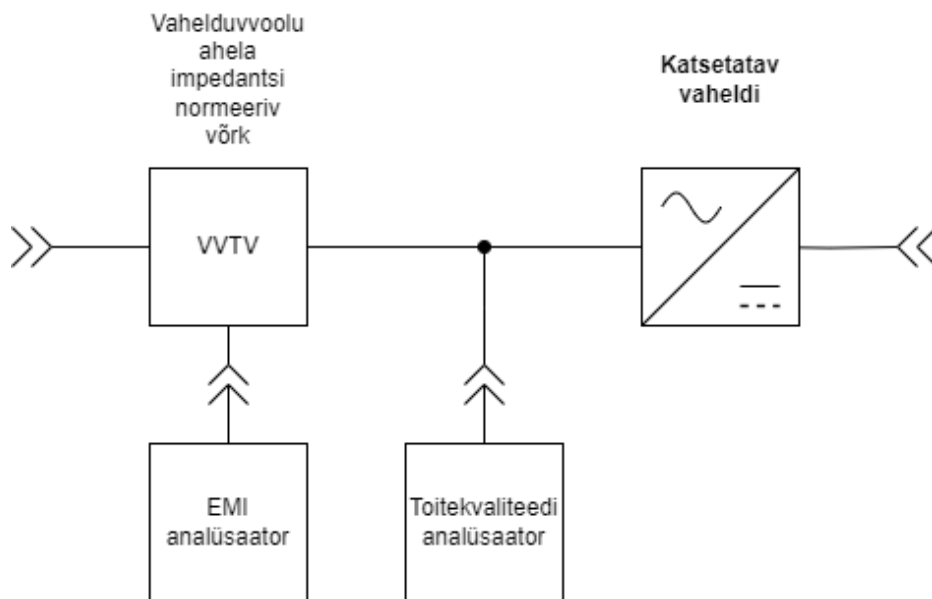 Vahelduvvoolu
ahela
impedantsi
normeeriv
võrk
Katsetatav
vaheldi
VVTV
EMI
analüsaator
Toitekvaliteedi
analüsaator